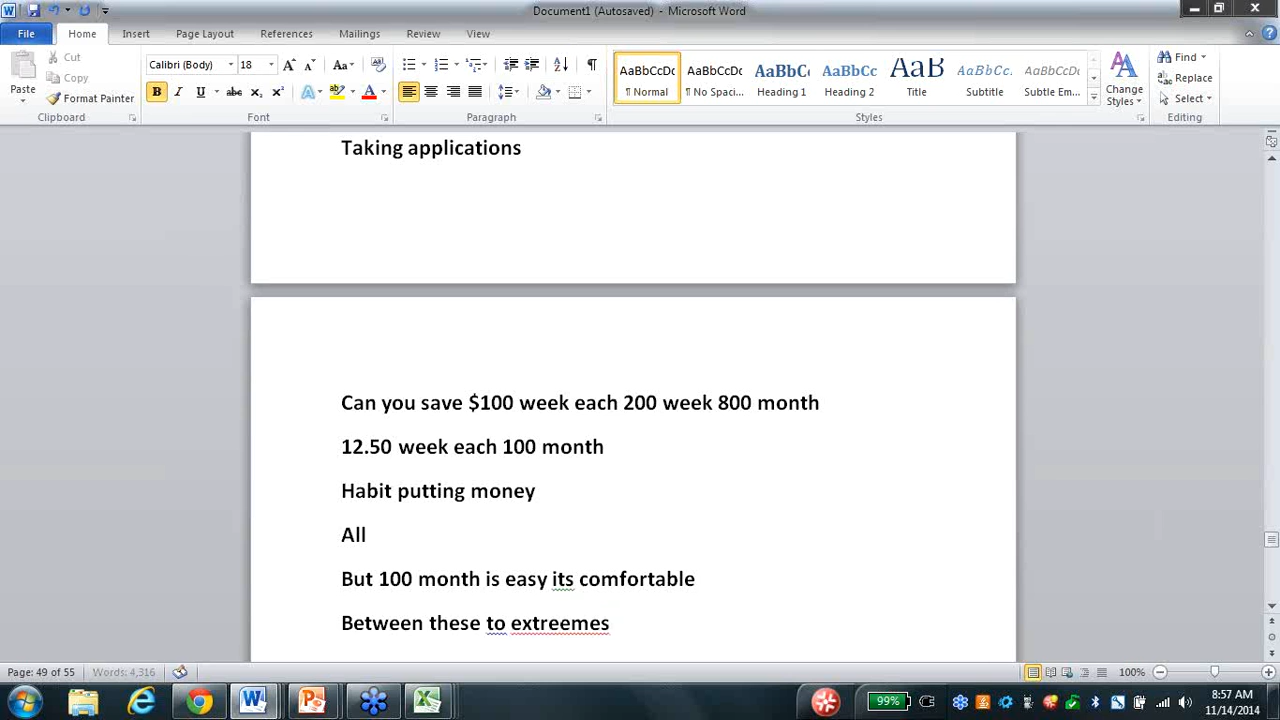 Document1 (Autosaved) - Microsoft Word
File Home Insert Page Layout References Mailings Review View
Paste
Cut
Copy
Format Painter
Clipboard
Calibri (Body) 18
Font
Paragraph
AaBbCcDc AaBbCcDc AaBbC AaBbCc AaB AaBbCc. AaBbCcDc
¶ Normal ¶ No Spaci... Heading 1 Heading 2 Title Subtitle Subtle Em...
Styles
Change Styles
Find
Replace
Select
Editing
Taking applications
Can you save $100 week each 200 week 800 month
12.50 week each 100 month
Habit putting money
All
But 100 month is easy its comfortable
Between these to extreemes
Page: 49 of 55 Words: 4,316 100%
99%
8:57 AM
11/14/2014